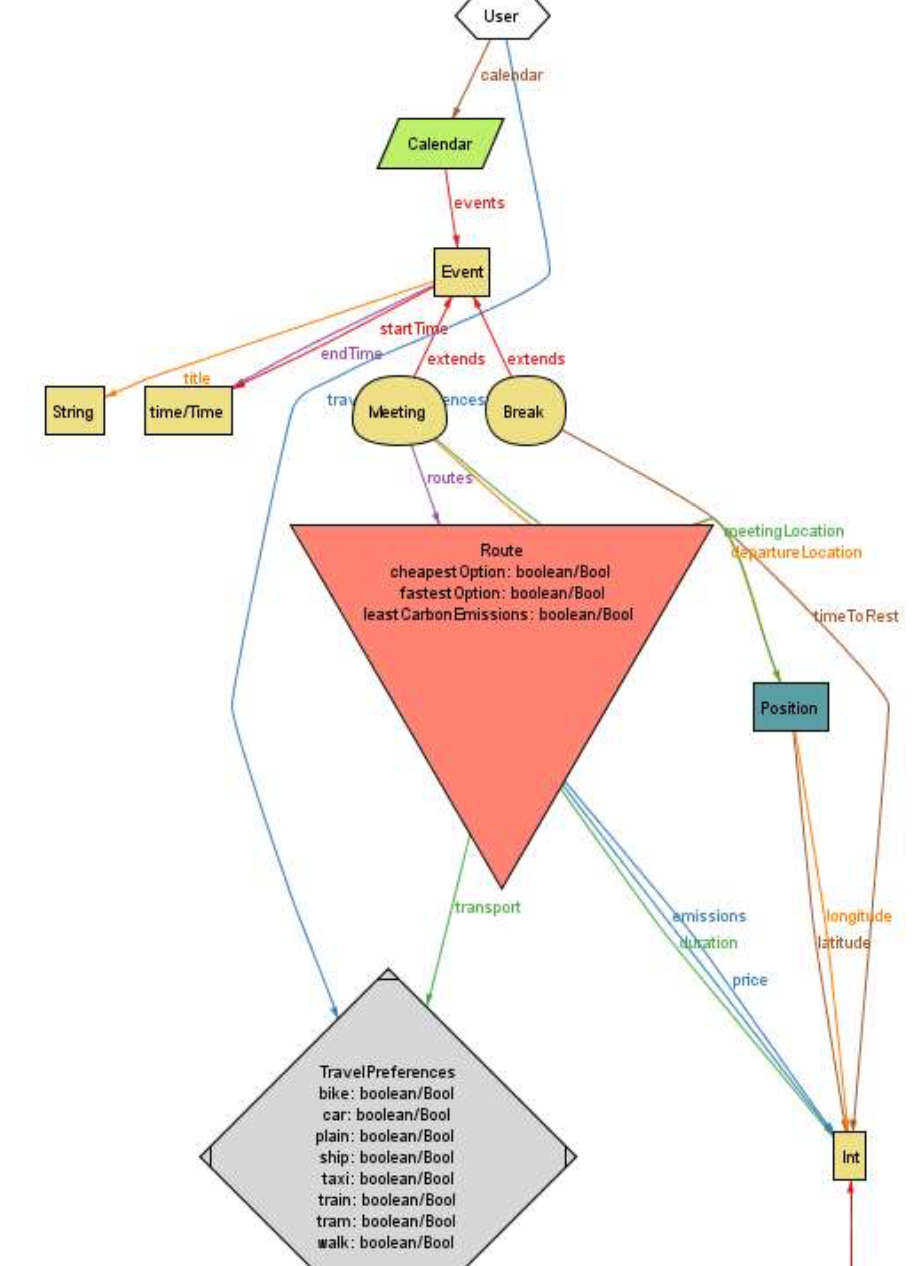 User
calendar
Calendar
events
Event
startTime
endTime
extends
extends
title
String
time/Time
Meeting
ences
Break
routes
meetingLocation
departureLocation
Route
cheapestOption: boolean/Bool
fastestOption: boolean/Bool
leastCarbonEmissions: boolean/Bool
timeToRest
Position
transport
emissions
longitude
duration
latitude
price
TravelPreferences
bike: boolean/Bool
car: boolean/Bool
plain: boolean/Bool
ship: boolean/Bool
taxi: boolean/Bool
train: boolean/Bool
tram: boolean/Bool
walk: boolean/Bool
Int